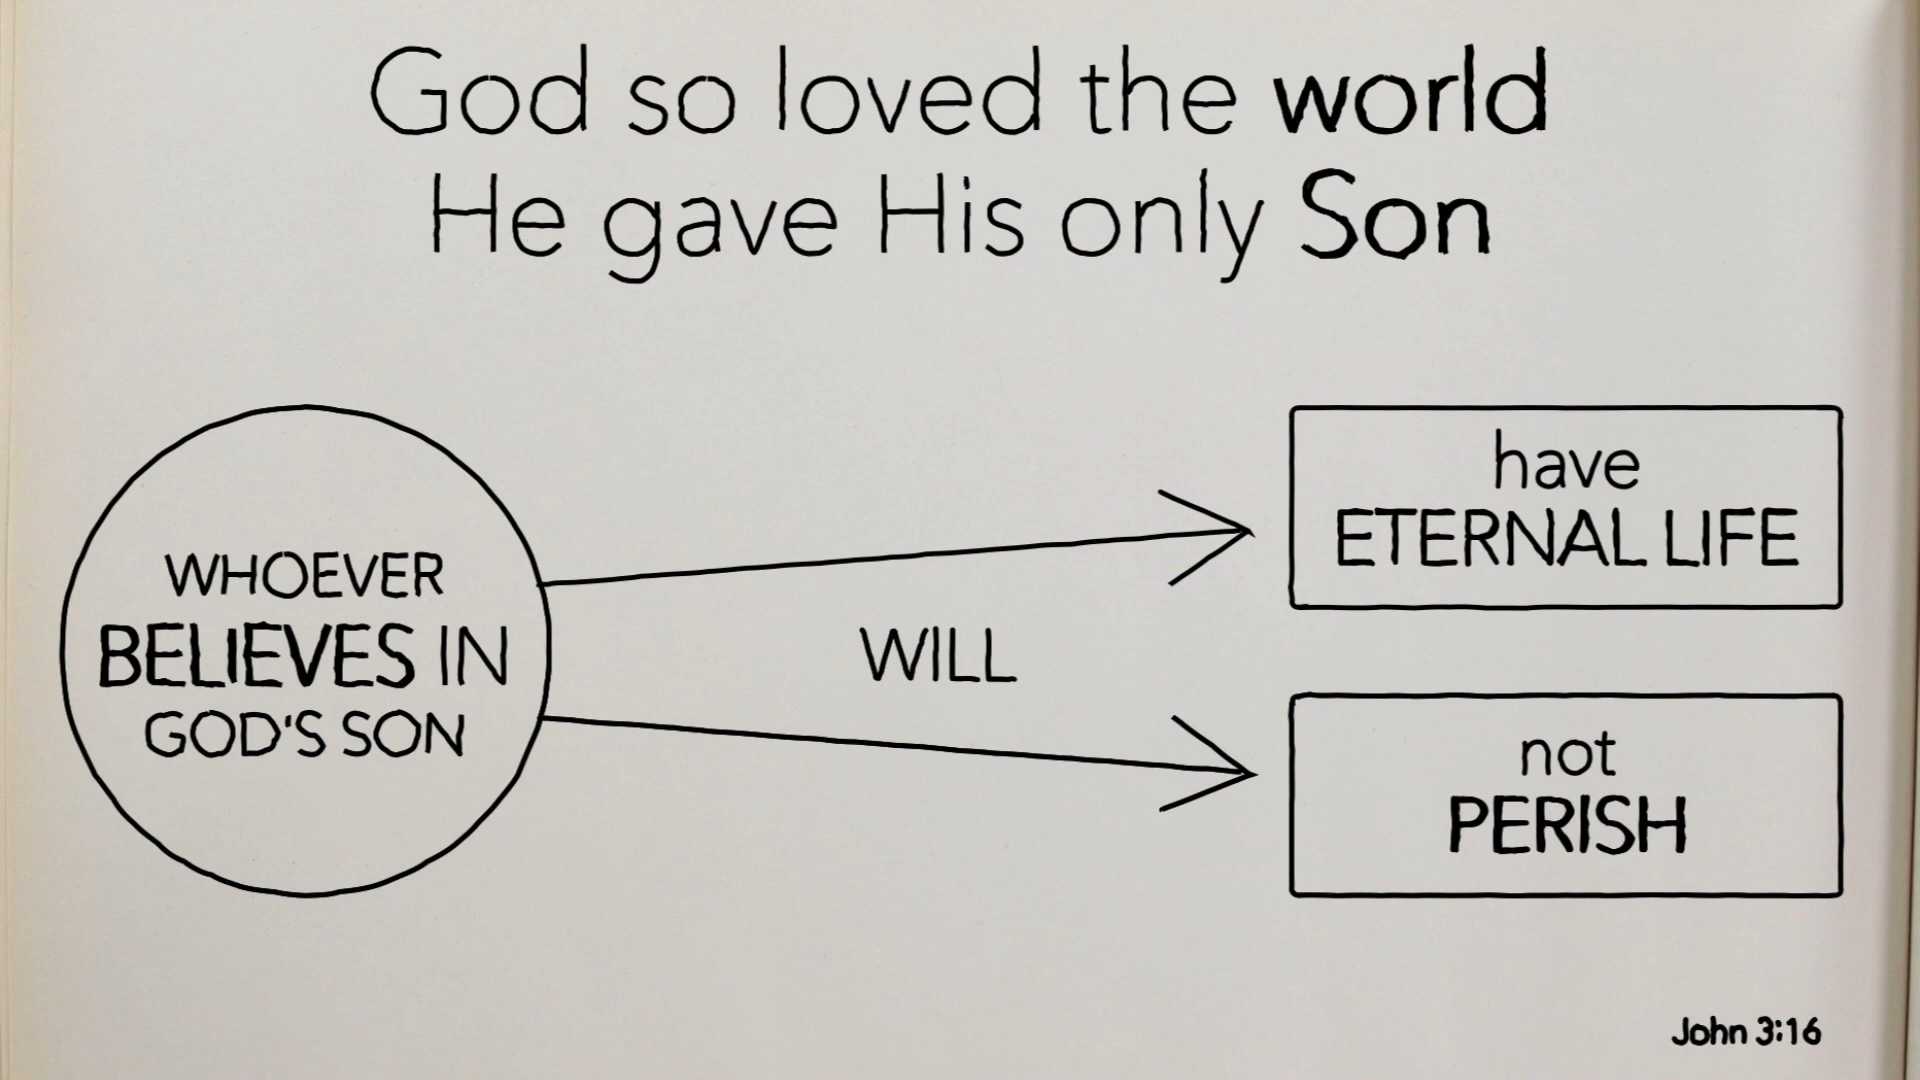 God so loved the world
He gave His only Son
WHOEVER
BELIEVES IN
GOD'S SON
WILL
have
ETERNAL LIFE
not
PERISH
John 3:16